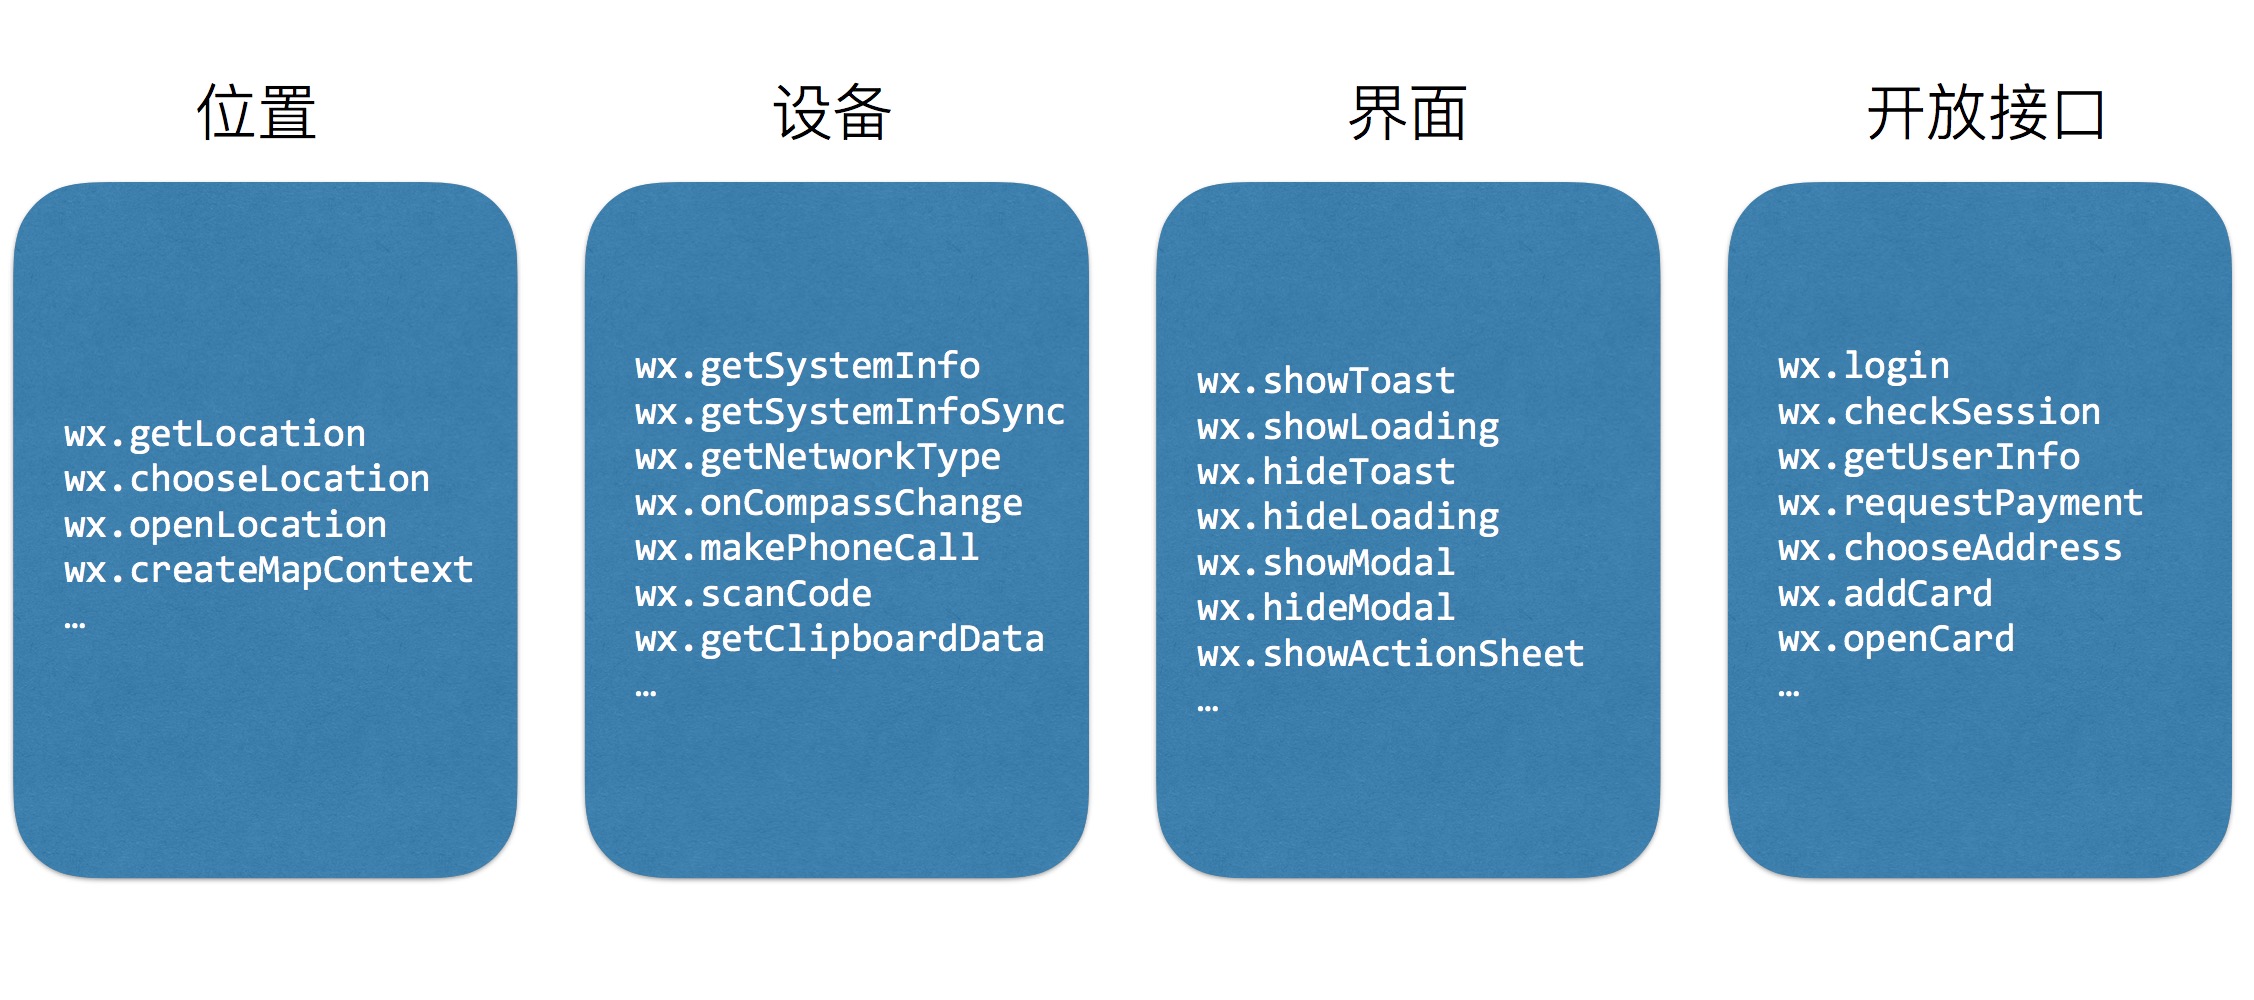 位置
wx.getLocation
wx.chooseLocation
wx.openLocation
wx.createMapContext
…
设备
wx.getSystemInfo
wx.getSystemInfoSync
wx.getNetworkType
wx.onCompassChange
wx.makePhoneCall
wx.scanCode
wx.getClipboardData
…
界面
wx.showToast
wx.showLoading
wx.hideToast
wx.hideLoading
wx.showModal
wx.hideModal
wx.showActionSheet
…
开放接口
wx.login
wx.checkSession
wx.getUserInfo
wx.requestPayment
wx.chooseAddress
wx.addCard
wx.openCard
…